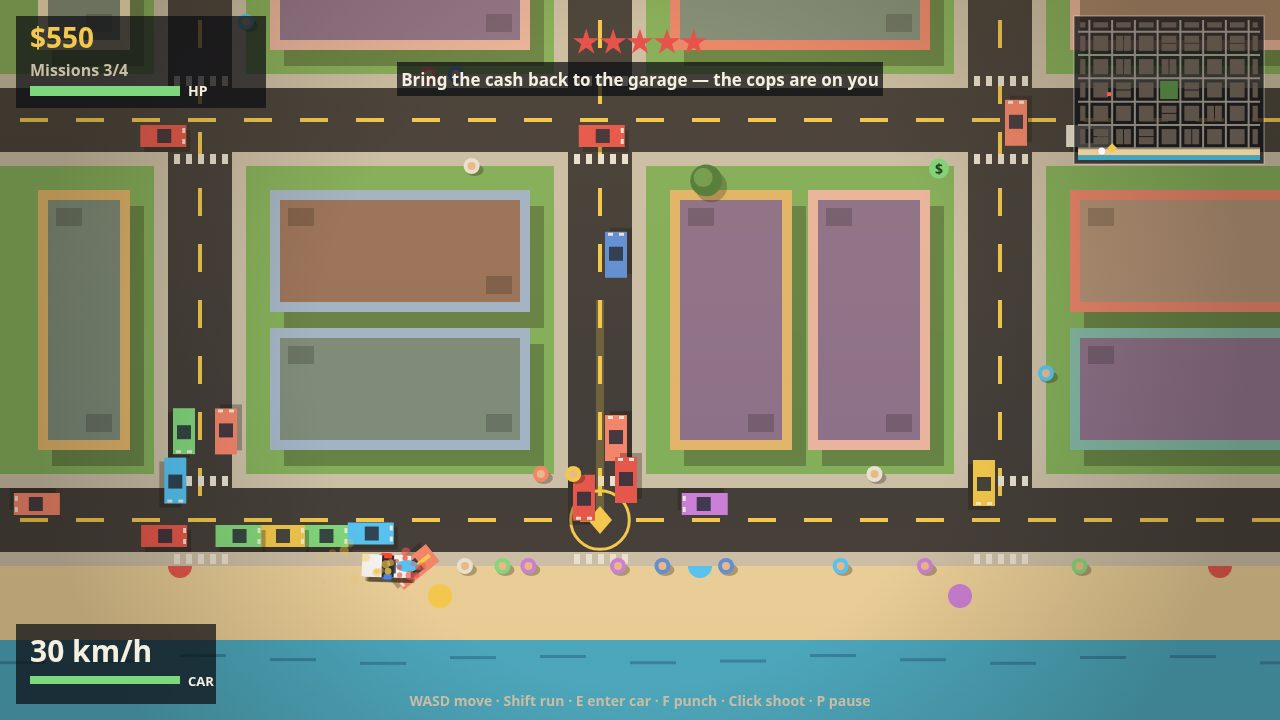 $550
Missions 3/4
HP
Bring the cash back to the garage — the cops are on you
$
30 km/h
CAR
WASD move · Shift run · E enter car · F punch · Click shoot · P pause